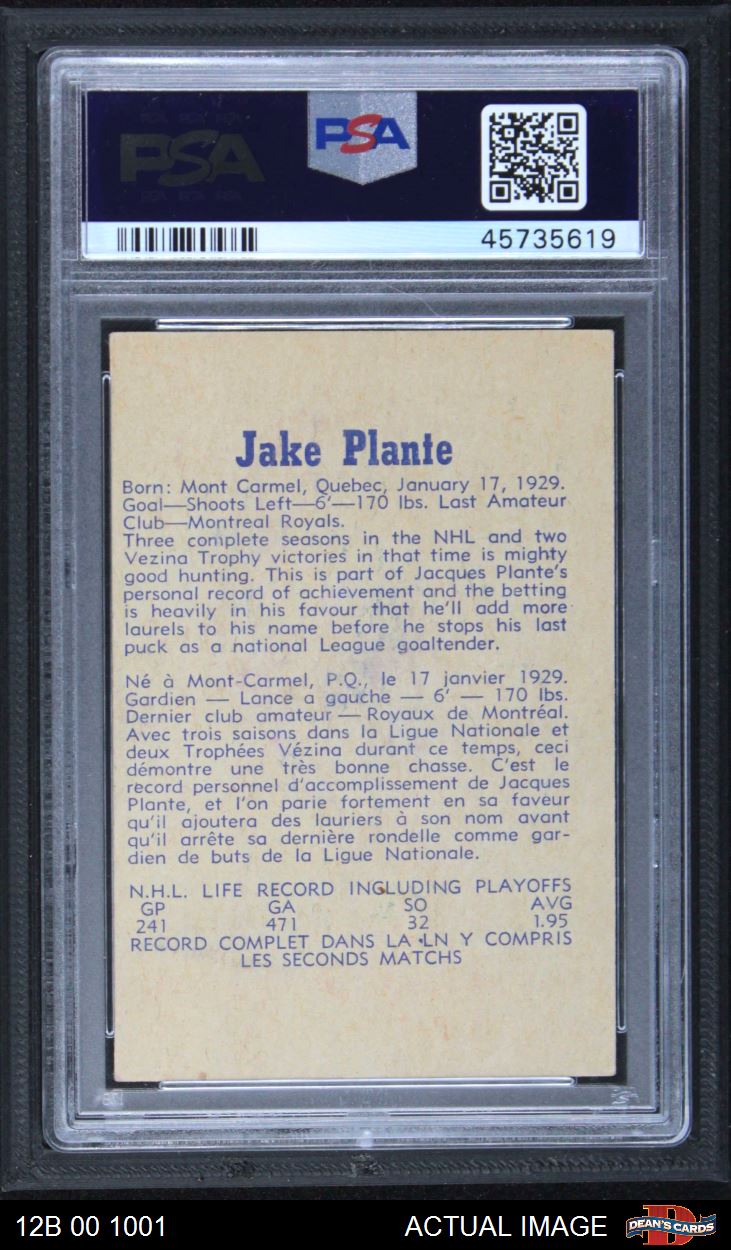 PSA
PSA
45735619
Jake Plante
Born: Mont Carmel, Quebec, January 17, 1929.
Goal—Shoots Left—6'—170 lbs. Last Amateur
Club—Montreal Royals.
Three complete seasons in the NHL and two
Vezina Trophy victories in that time is mighty
good hunting. This is part of Jacques Plante's
personal record of achievement and the betting
is heavily in his favour that he'll add more
laurels to his name before he stops his last
puck as a national League goaltender.
Né à Mont-Carmel, P.Q., le 17 janvier 1929.
Gardien — Lance a gauche — 6' — 170 lbs.
Dernier club amateur — Royaux de Montréal.
Avec trois saisons dans la Ligue Nationale et
deux Trophées Vézina durant ce temps, ceci
démontre une très bonne chasse. C'est le
record personnel d'accomplissement de Jacques
Plante, et l'on parie fortement en sa faveur
qu'il ajoutera des lauriers à son nom avant
qu'il arrête sa dernière rondelle comme gar-
dien de buts de la Ligue Nationale.
N.H.L. LIFE RECORD INCLUDING PLAYOFFS
GP GA SO AVG
241 471 32 1.95
RECORD COMPLET DANS LA LN Y COMPRIS
LES SECONDS MATCHS
12B 00 1001 ACTUAL IMAGE DEAN'S CARDS